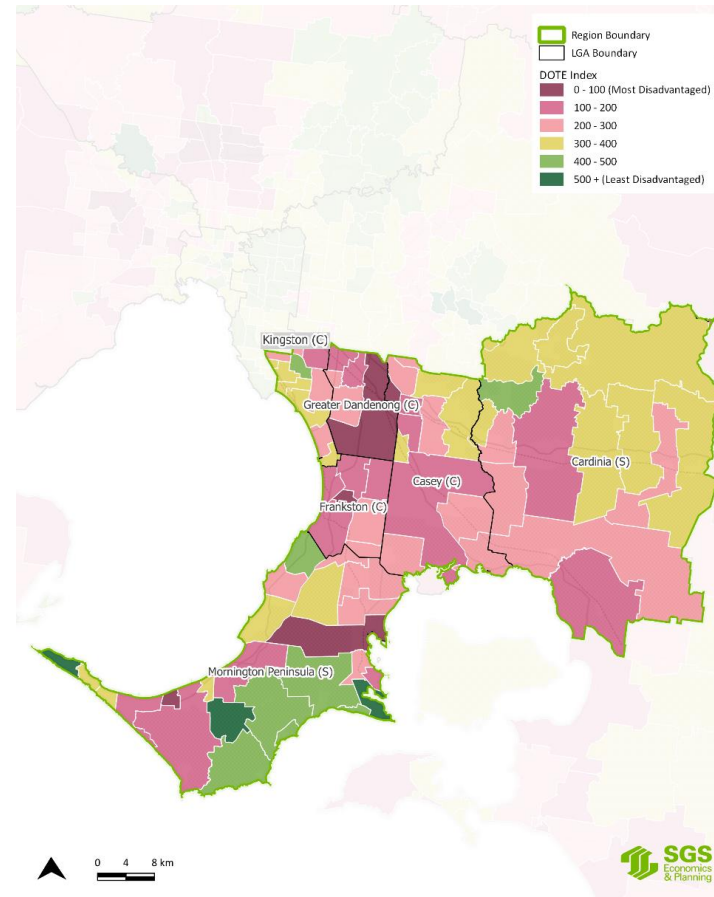 Region Boundary
LGA Boundary
DOTE Index
0 - 100 (Most Disadvantaged)
100 - 200
200 - 300
300 - 400
400 - 500
500 + (Least Disadvantaged)
Kingston (C)
Greater Dandenong (C)
Cardinia (S)
Casey (C)
Frankston (C)
Mornington Peninsula (S)
0 4 8 km
SGS
Economics
& Planning